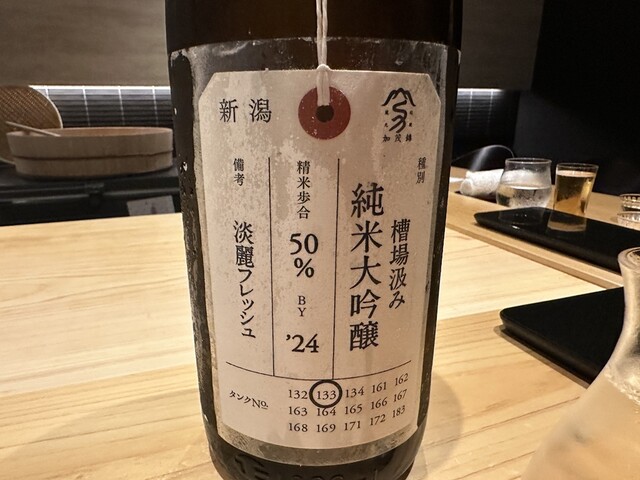 新潟
加茂錦
種別
槽場汲み
純米大吟醸
精米歩合
50%
BY
'24
備考
淡麗フレッシュ
タンクNo.
132 133 134 161 162
163 164 165 166 167
168 169 171 172 183